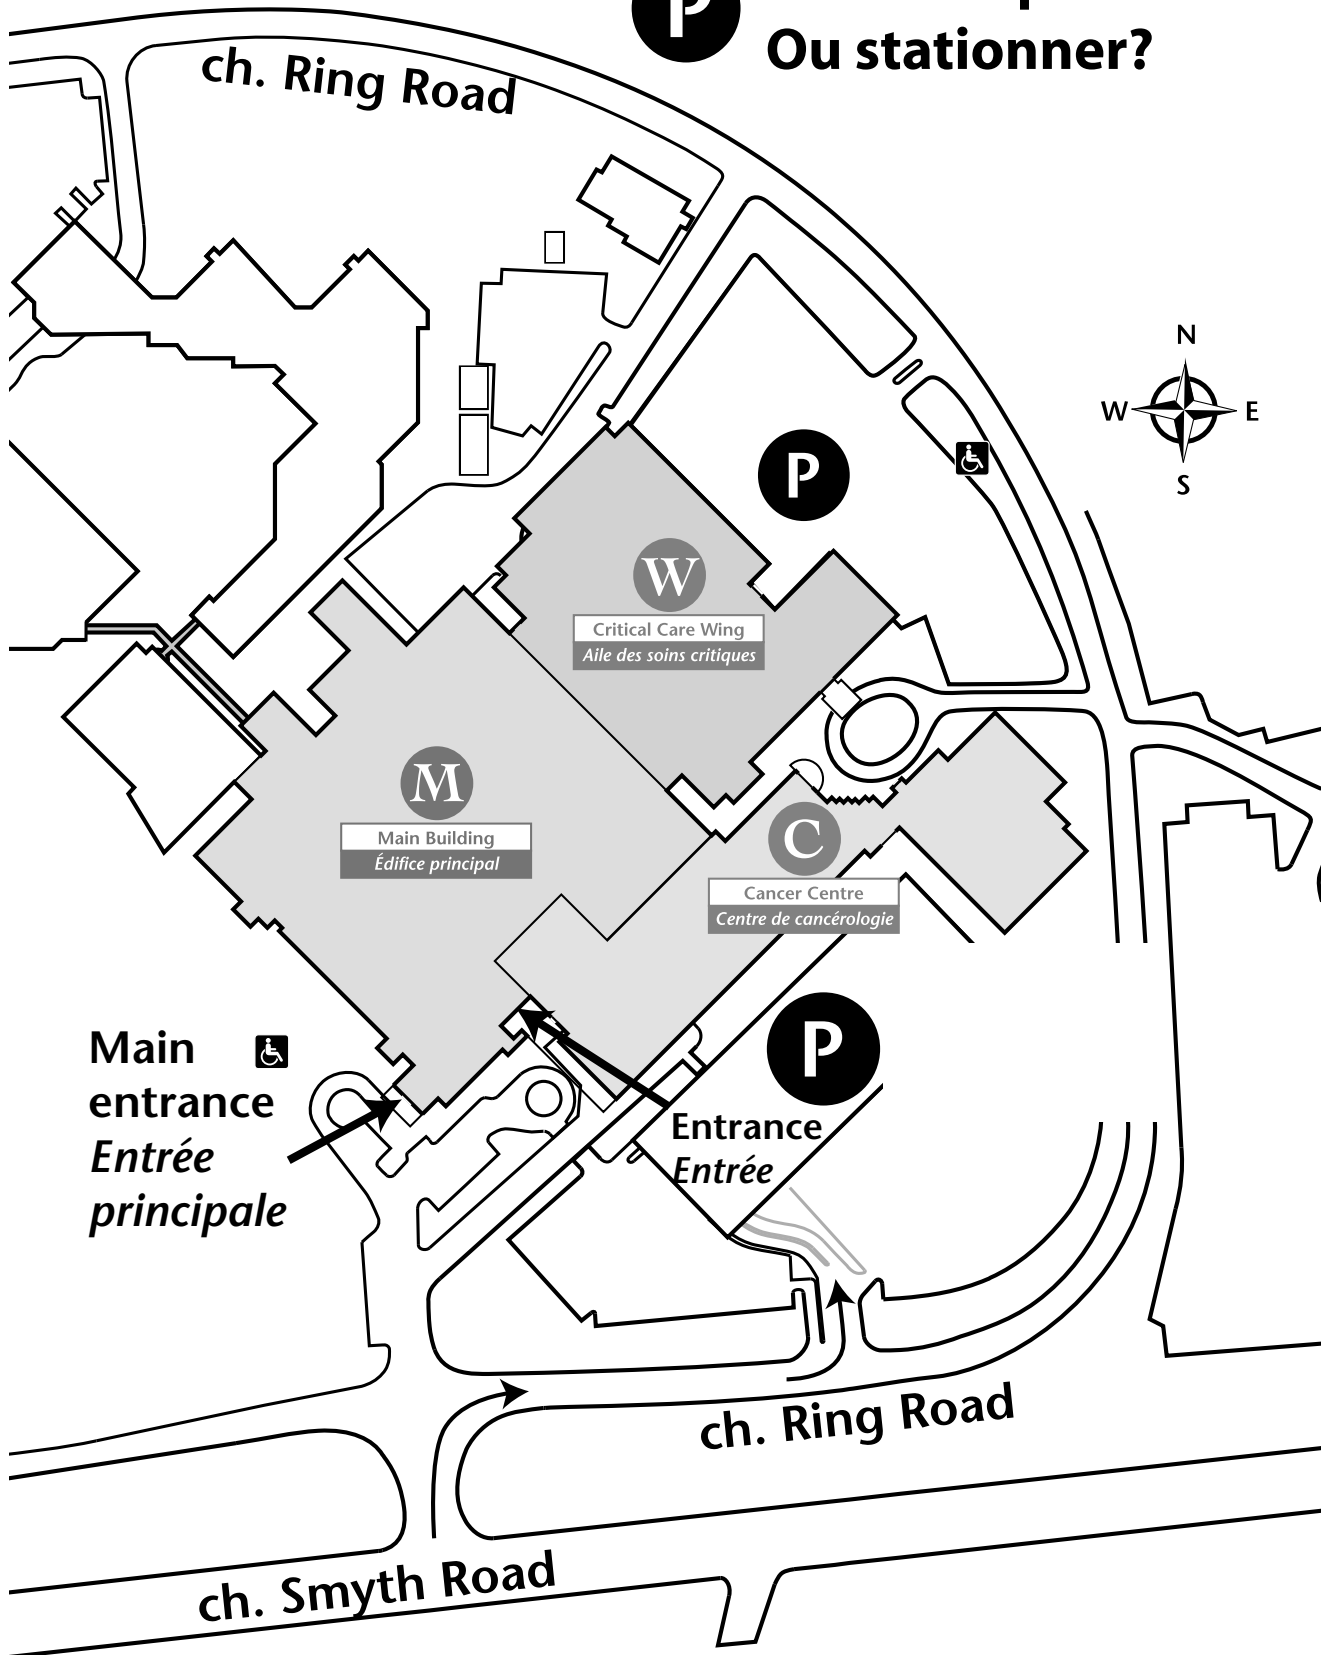 P
Ou stationner?
ch. Ring Road
N
W E
S
P
W
Critical Care Wing
Aile des soins critiques
M
Main Building
Édifice principal
C
Cancer Centre
Centre de cancérologie
Main
entrance
Entrée
principale
P
Entrance
Entrée
ch. Ring Road
ch. Smyth Road